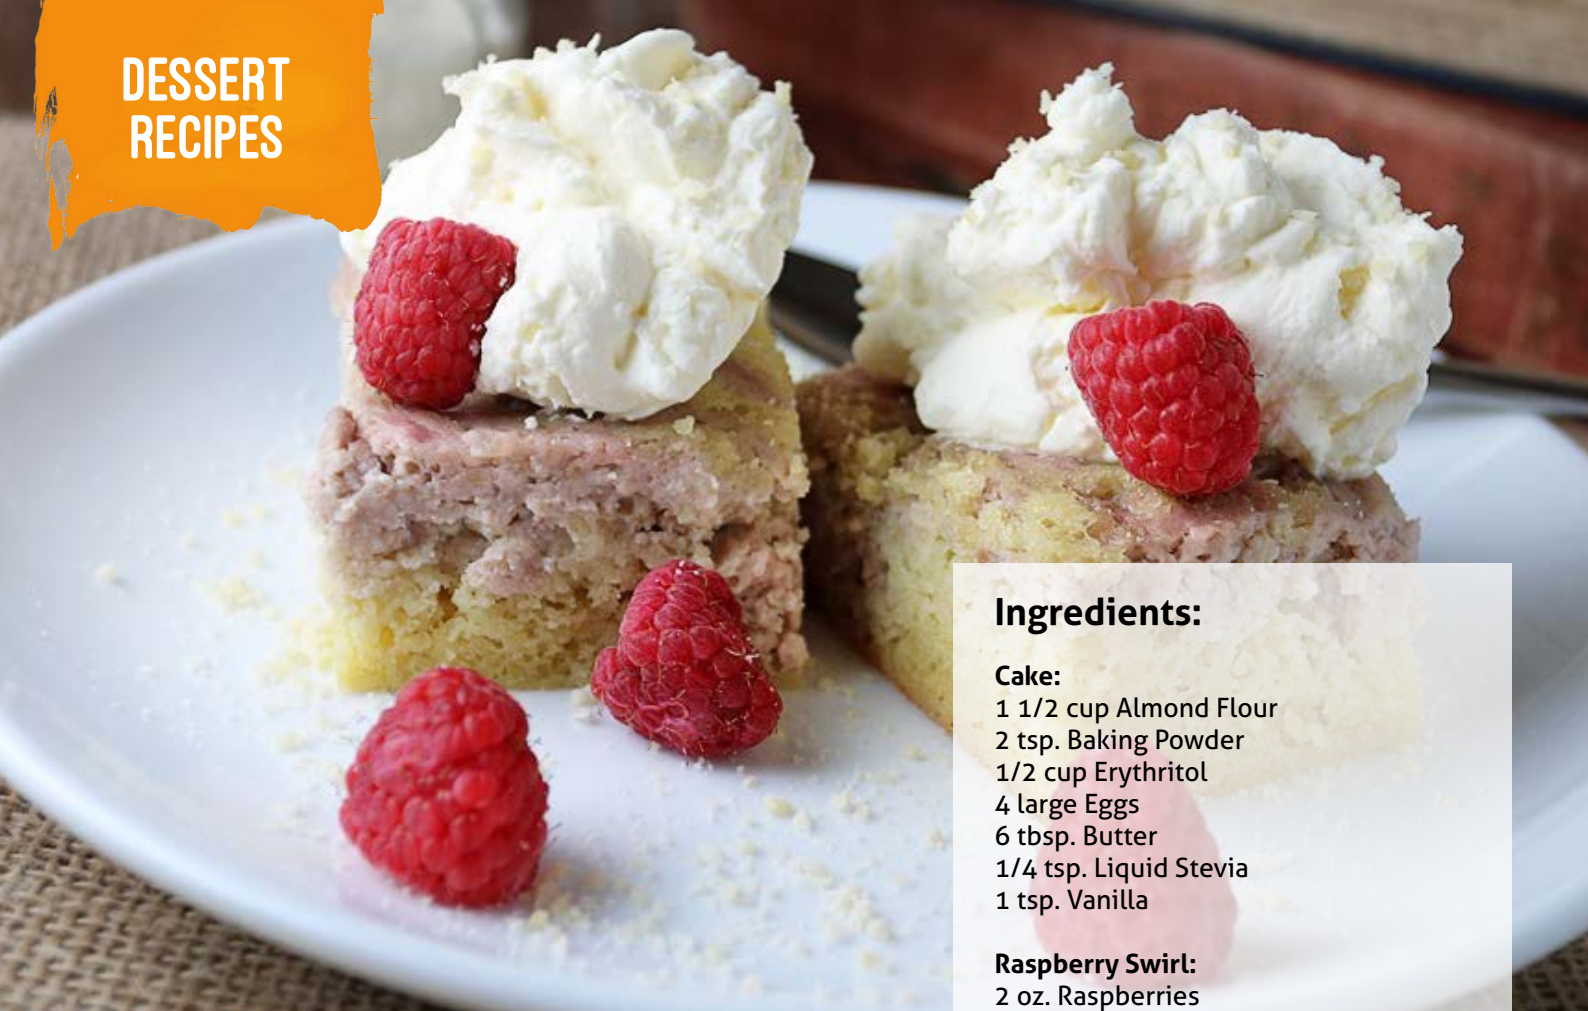 DESSERT
RECIPES
Ingredients:
Cake:
1 1/2 cup Almond Flour
2 tsp. Baking Powder
1/2 cup Erythritol
4 large Eggs
6 tbsp. Butter
1/4 tsp. Liquid Stevia
1 tsp. Vanilla
Raspberry Swirl:
2 oz. Raspberries